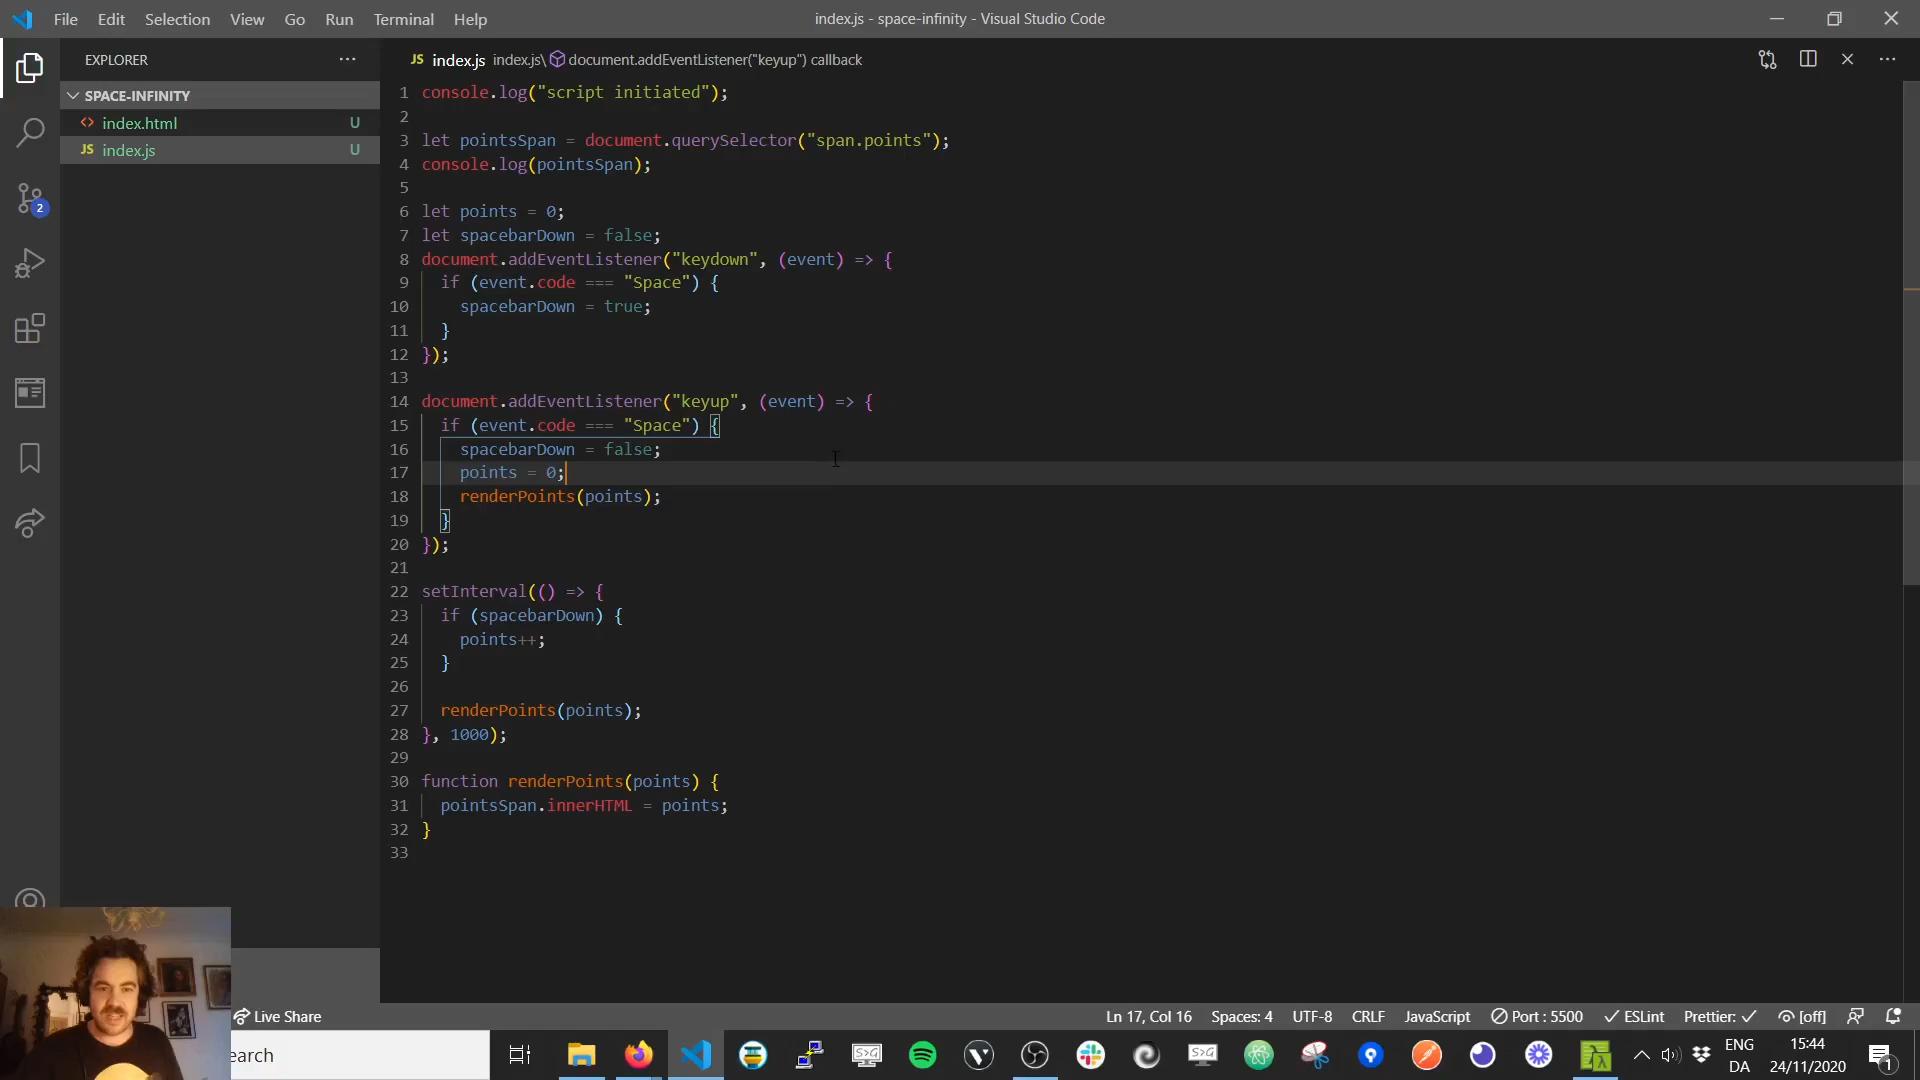 File Edit Selection View Go Run Terminal Help
index.js - space-infinity - Visual Studio Code
EXPLORER
SPACE-INFINITY
<> index.html U
JS index.js U
2
JS index.js index.js\ document.addEventListener("keyup") callback
1 console.log("script initiated");
2
3 let pointsSpan = document.querySelector("span.points");
4 console.log(pointsSpan);
5
6 let points = 0;
7 let spacebarDown = false;
8 document.addEventListener("keydown", (event) => {
9 if (event.code === "Space") {
10 spacebarDown = true;
11 }
12 });
13
14 document.addEventListener("keyup", (event) => {
15 if (event.code === "Space") {
16 spacebarDown = false;
17 points = 0;
18 renderPoints(points);
19 }
20 });
21
22 setInterval(() => {
23 if (spacebarDown) {
24 points++;
25 }
26
27 renderPoints(points);
28 }, 1000);
29
30 function renderPoints(points) {
31 pointsSpan.innerHTML = points;
32 }
33
Live Share
Ln 17, Col 16 Spaces: 4 UTF-8 CRLF JavaScript Port : 5500 ESLint Prettier: [off]
earch
S>G
S>G
ENG
DA
15:44
24/11/2020
1